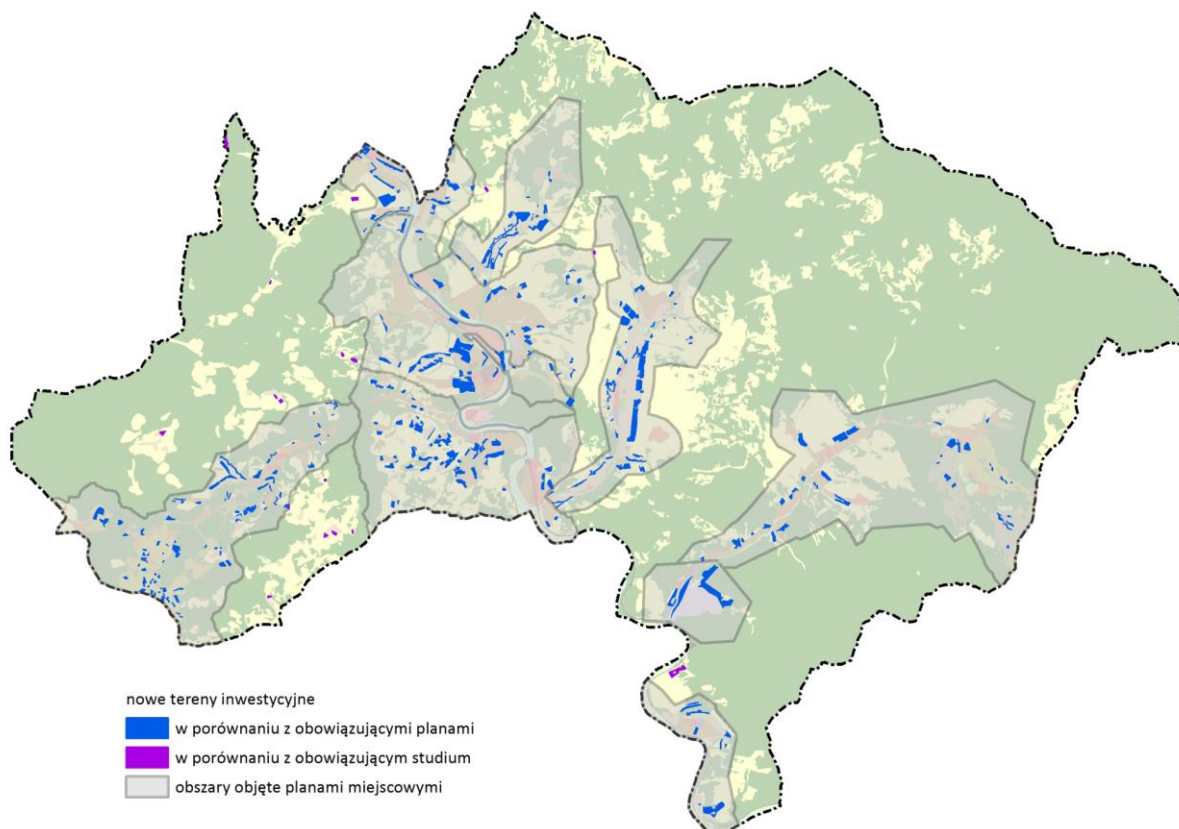 nowe tereny inwestycyjne
w porównaniu z obowiązującymi planami
w porównaniu z obowiązującym studium
obszary objęte planami miejscowymi